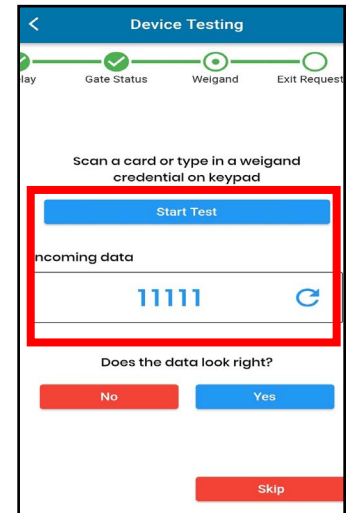 Device Testing
lay Gate Status Weigand Exit Request
Scan a card or type in a weigand
credential on keypad
Start Test
ncoming data
11111
Does the data look right?
No Yes
Skip